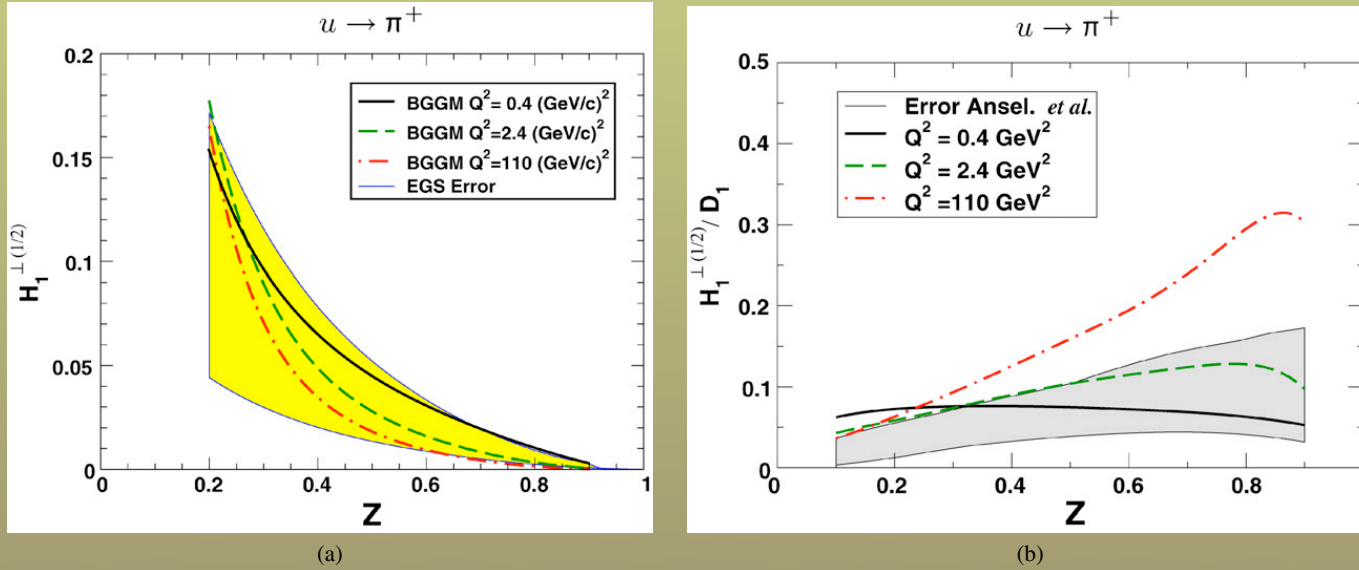 u → π⁺
0.2
0.15
0.1
0.05
0
H₁^⊥ (1/2)
BGGM Q²= 0.4 (GeV/c)²
BGGM Q²=2.4 (GeV/c)²
BGGM Q²=110 (GeV/c)²
EGS Error
0 0.2 0.4 0.6 0.8 1
Z
(a)
u → π⁺
0.5
0.4
0.3
0.2
0.1
0
H₁^⊥ (1/2)/ D₁
Error Ansel. et al.
Q² = 0.4 GeV²
Q² = 2.4 GeV²
Q² =110 GeV²
0 0.2 0.4 0.6 0.8
Z
(b)